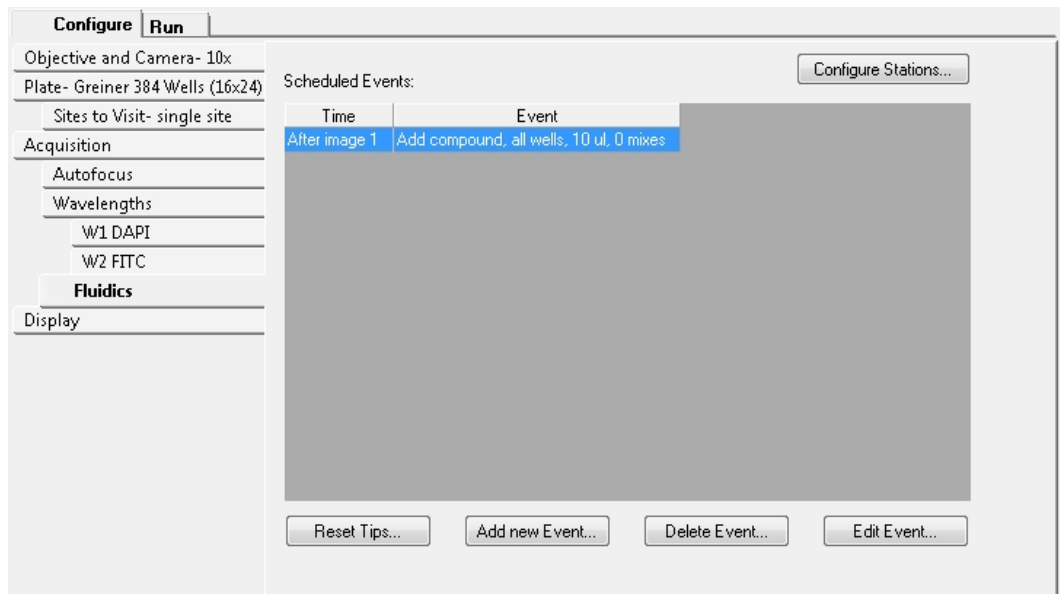 Configure Run
Objective and Camera- 10x
Plate- Greiner 384 Wells (16x24)
Sites to Visit- single site
Acquisition
Autofocus
Wavelengths
W1 DAPI
W2 FITC
Fluidics
Display
Configure Stations...
Scheduled Events:
Time Event
After image 1 Add compound, all wells, 10 ul, 0 mixes
Reset Tips... Add new Event... Delete Event... Edit Event...